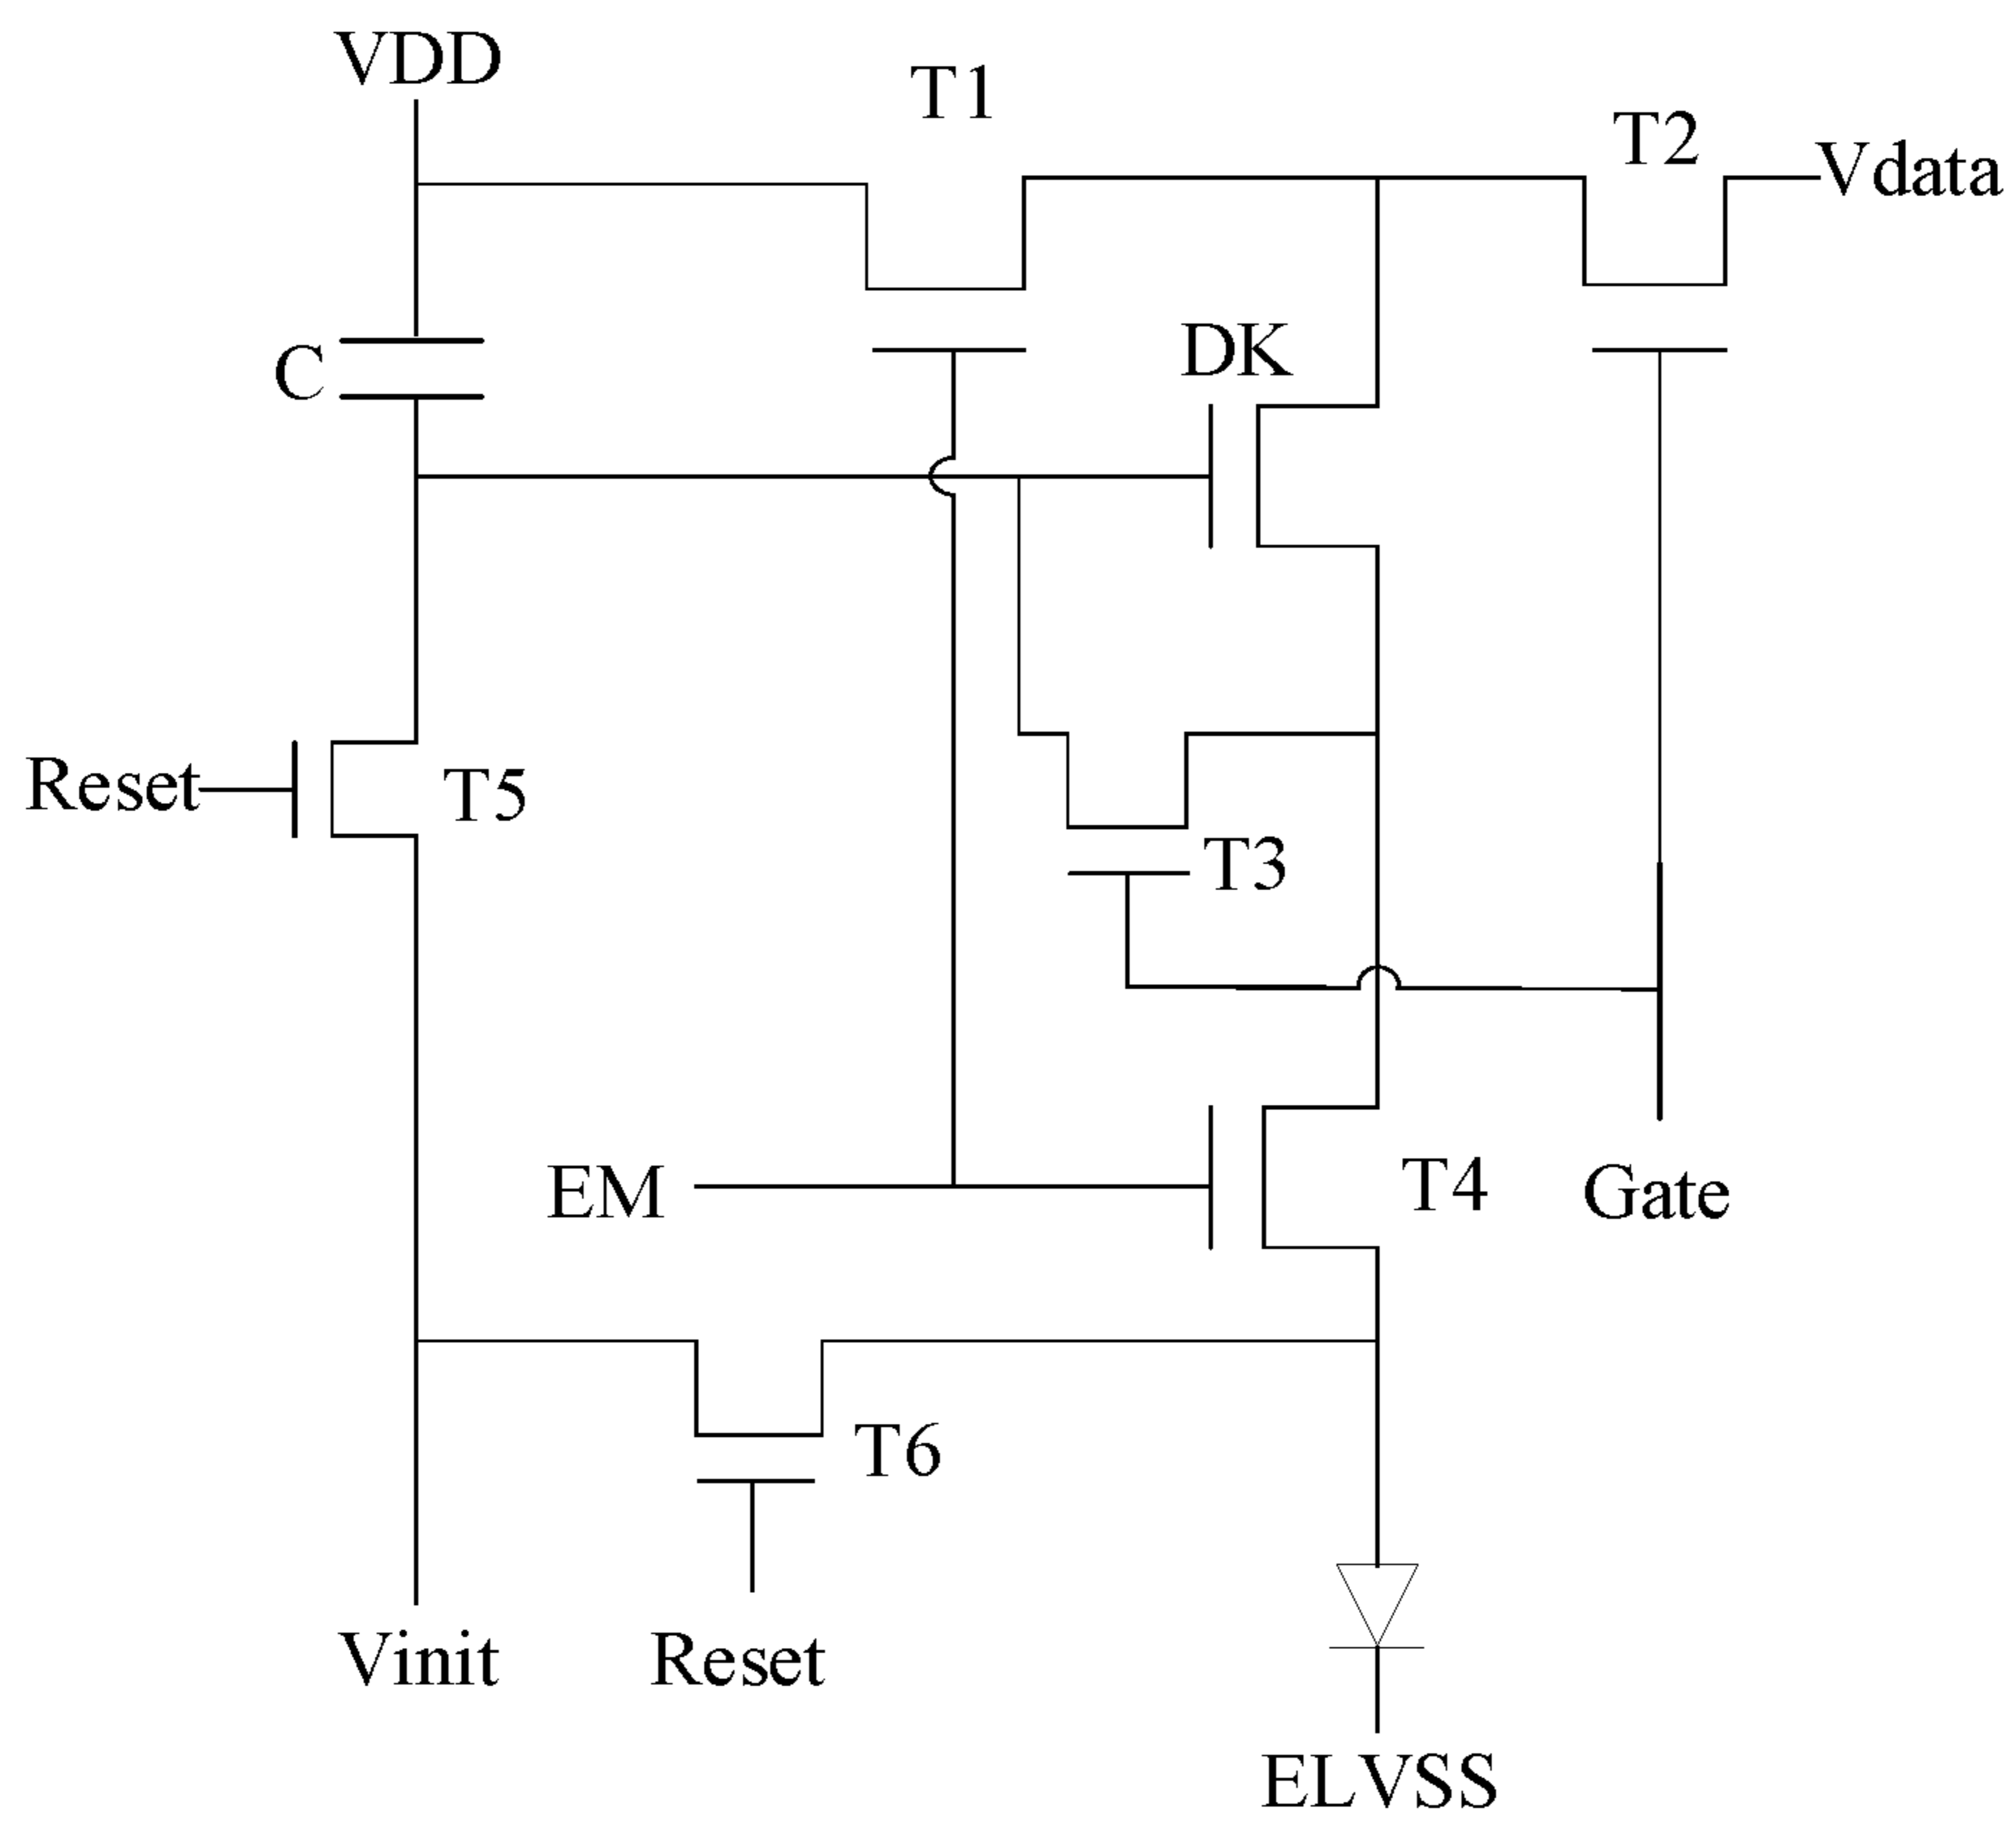 VDD
T1
T2
Vdata
DK
C
Reset
T5
T3
EM
T4
Gate
T6
Vinit
Reset
ELVSS